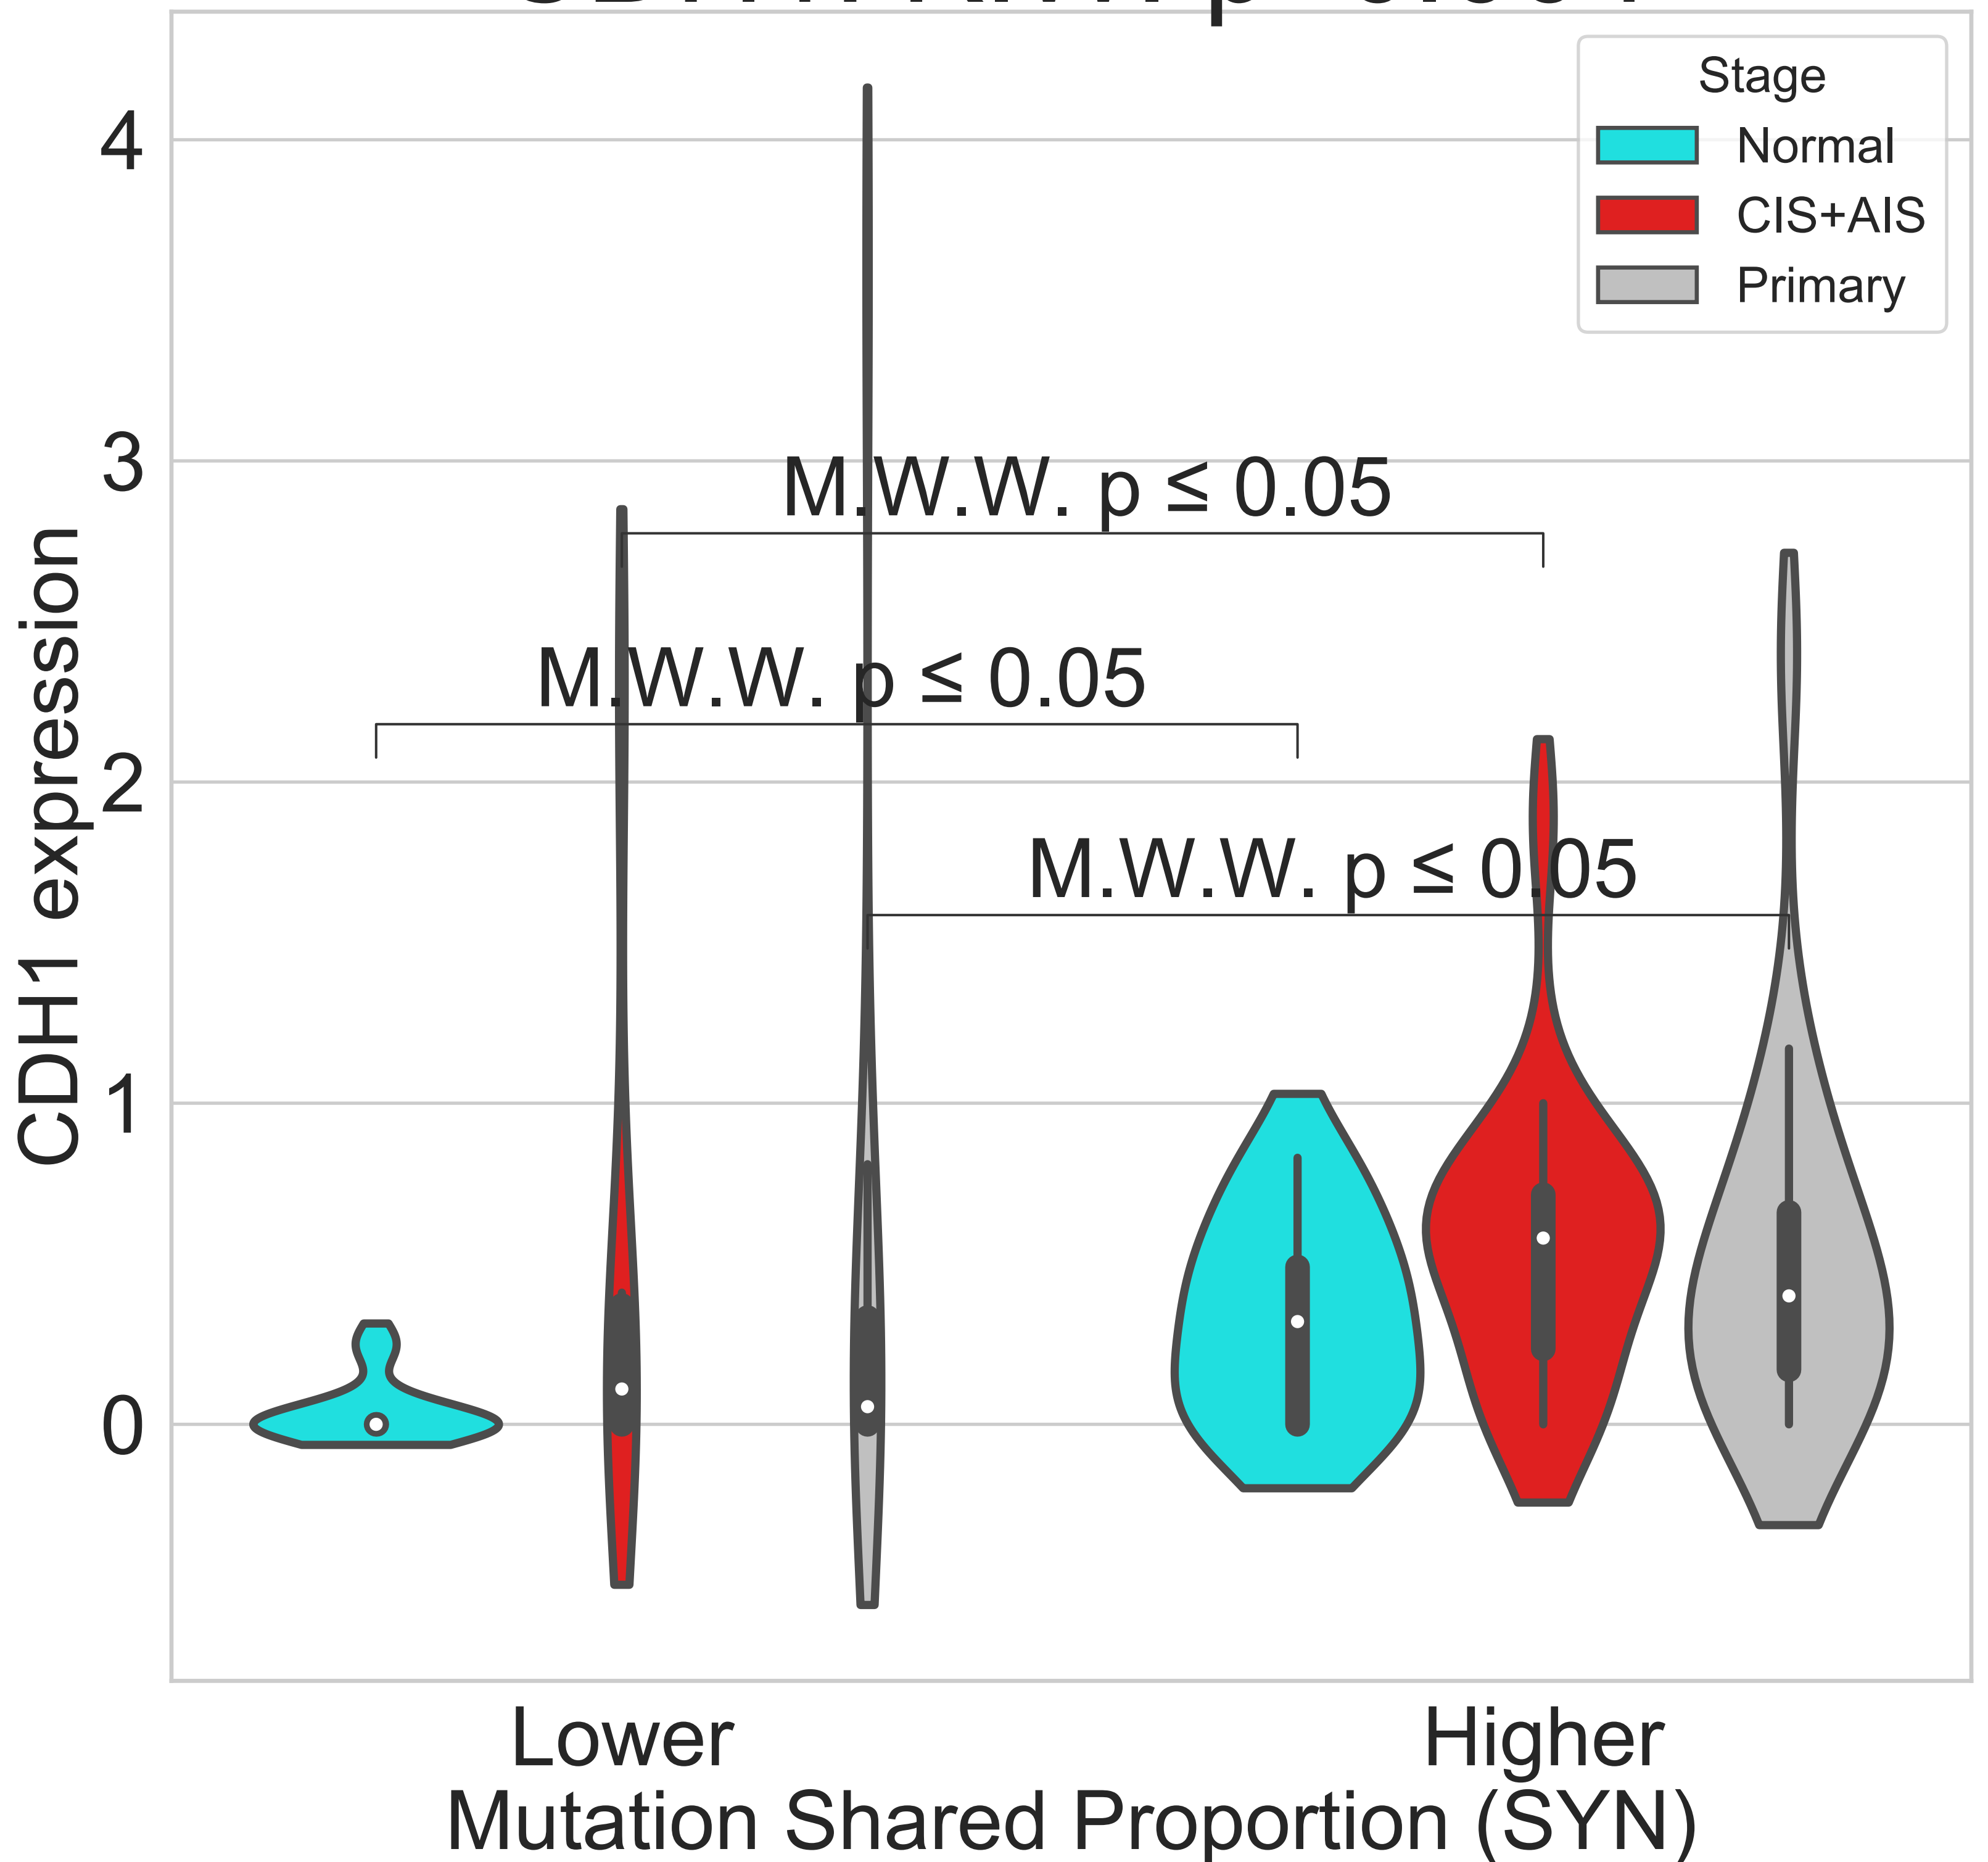 Stage
Normal
CIS+AIS
Primary
4
3
2
1
0
CDH1 expression
M.W.W. p ≤ 0.05
M.W.W. p ≤ 0.05
M.W.W. p ≤ 0.05
Lower
Higher
Mutation Shared Proportion (SYN)